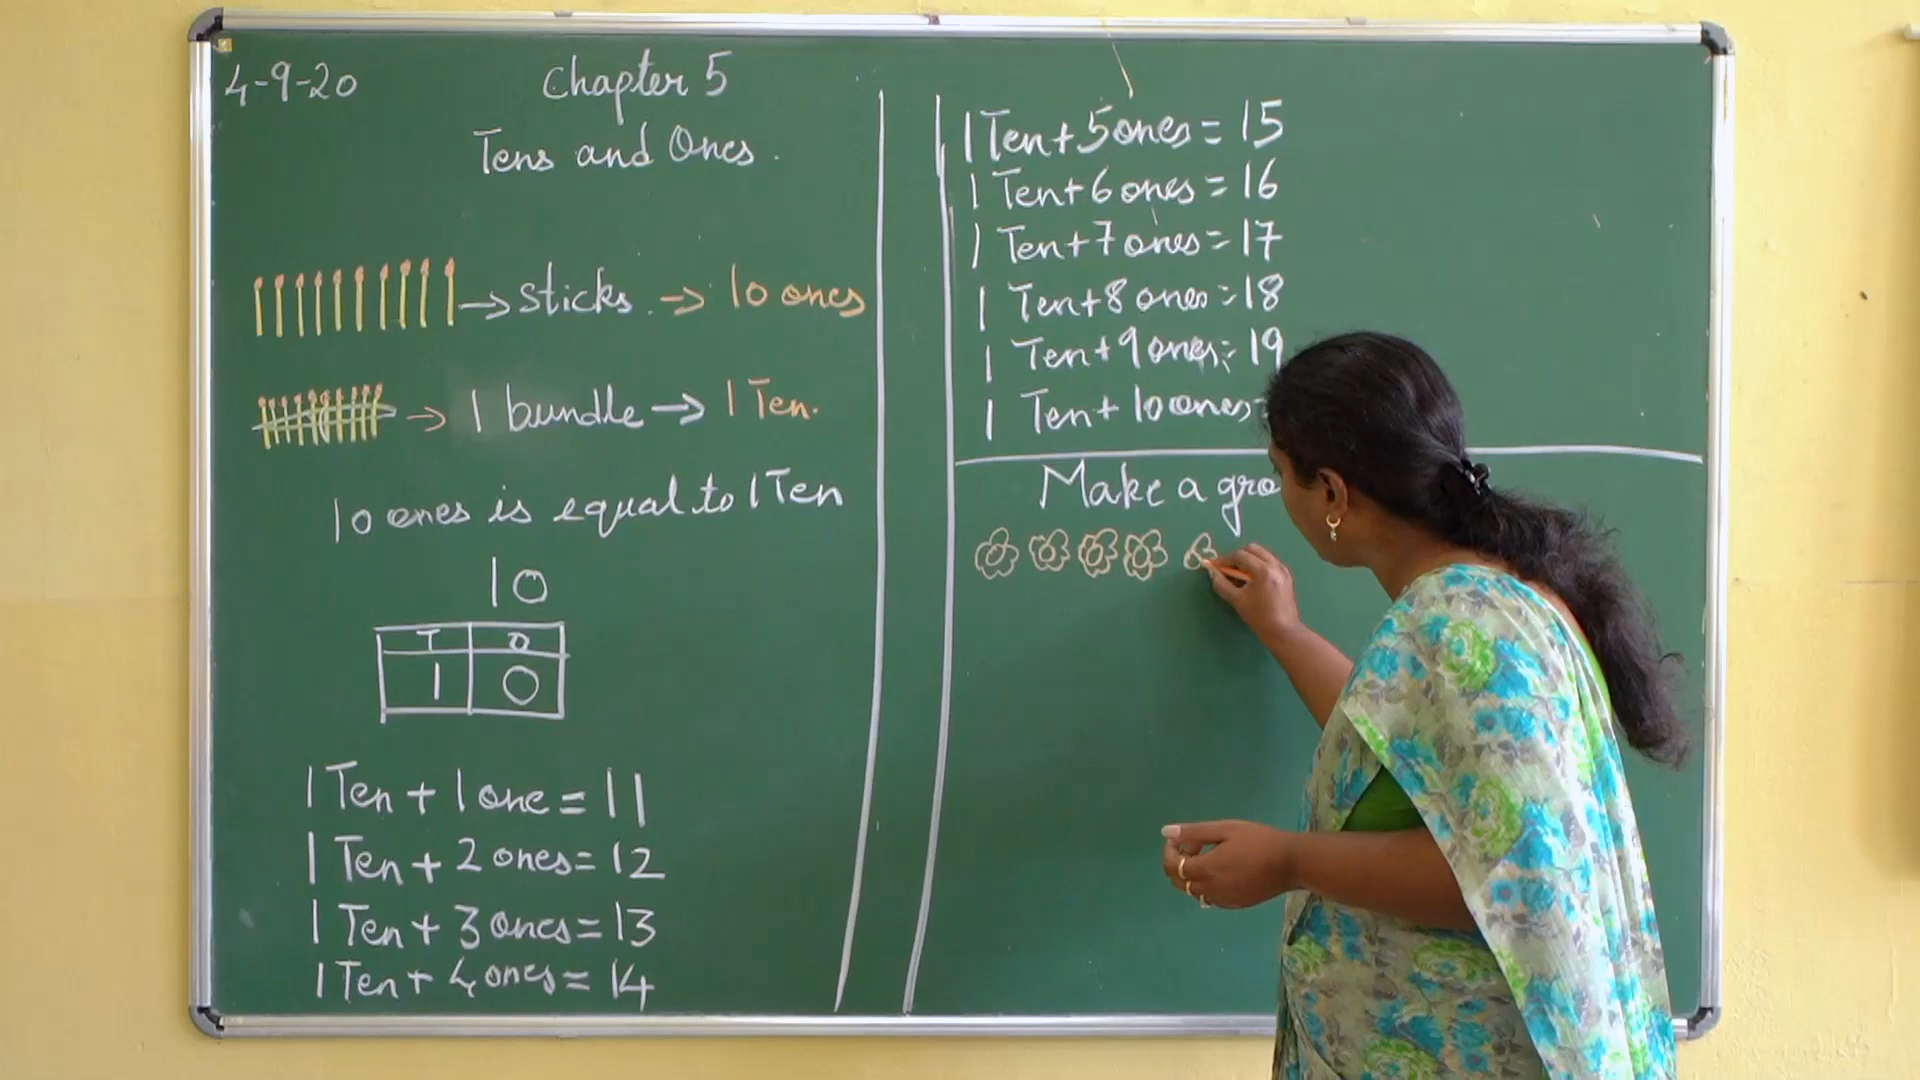 4-9-20
Chapter 5
Tens and Ones.
sticks. → 10 ones
→ 1 bundle → 1 Ten.
10 ones is equal to 1 Ten
10
T O
1 0
1 Ten + 1 one = 11
1 Ten + 2 ones = 12
1 Ten + 3 ones = 13
1 Ten + 4 ones = 14
1 Ten + 5 ones = 15
1 Ten + 6 ones = 16
1 Ten + 7 ones = 17
1 Ten + 8 ones = 18
1 Ten + 9 ones = 19
1 Ten + 10 ones =
Make a